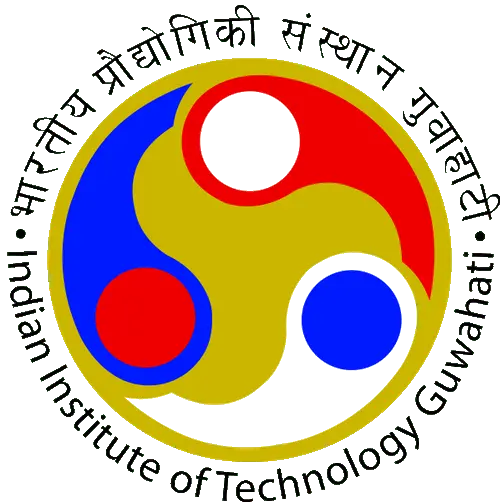 भारतीय प्रौद्योगिकी संस्थान गुवाहाटी
Indian Institute of Technology Guwahati